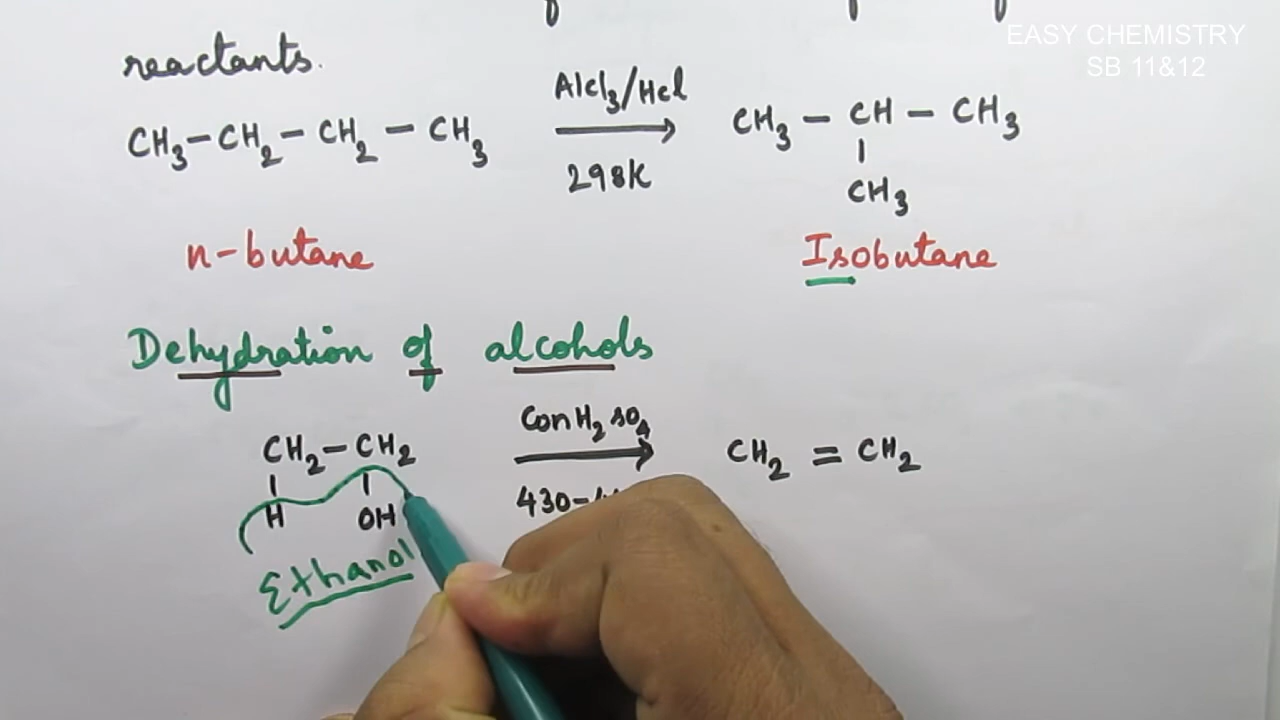 EASY CHEMISTRY
SB 11&12
reactants.
AlCl3/HCl
CH3-CH2-CH2-CH3 → CH3-CH-CH3
298K
CH3
n-butane Isobutane
Dehydration of alcohols
Con H2SO4
CH2-CH2 → CH2=CH2
430-
H OH
Ethanol